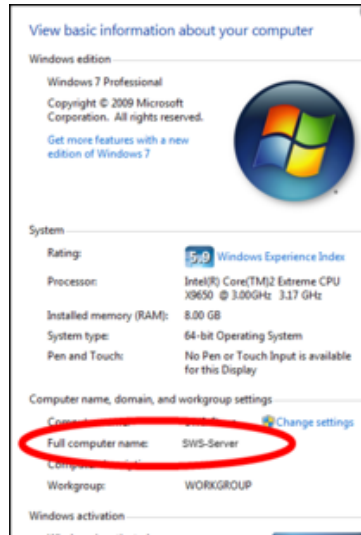 View basic information about your computer
Windows edition
Windows 7 Professional
Copyright © 2009 Microsoft
Corporation. All rights reserved.
Get more features with a new
edition of Windows 7
System
Rating:
5.9 Windows Experience Index
Processor: Intel(R) Core(TM)2 Extreme CPU
X9650 @ 3.00GHz 3.17 GHz
Installed memory (RAM): 8.00 GB
System type: 64-bit Operating System
Pen and Touch: No Pen or Touch Input is available
for this Display
Computer name, domain, and workgroup settings
Change settings
Full computer name: SWS-Server
Workgroup: WORKGROUP
Windows activation